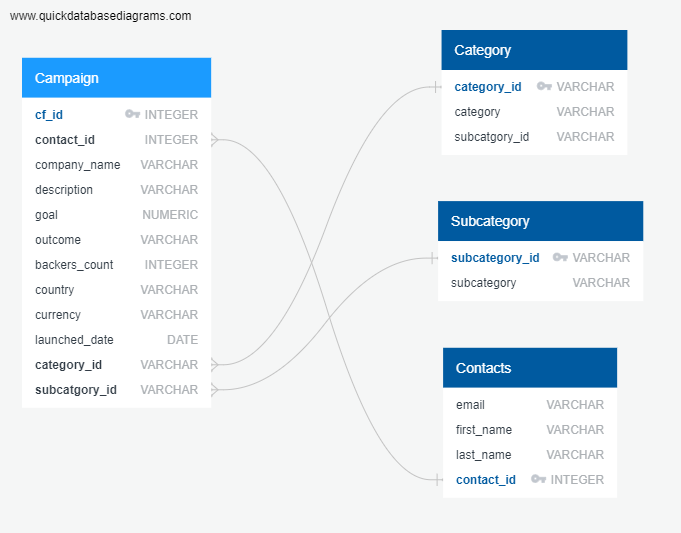 www.quickdatabasediagrams.com
Campaign
cf_id INTEGER
contact_id INTEGER
company_name VARCHAR
description VARCHAR
goal NUMERIC
outcome VARCHAR
backers_count INTEGER
country VARCHAR
currency VARCHAR
launched_date DATE
category_id VARCHAR
subcatgory_id VARCHAR
Category
category_id VARCHAR
category VARCHAR
subcatgory_id VARCHAR
Subcategory
subcategory_id VARCHAR
subcategory VARCHAR
Contacts
email VARCHAR
first_name VARCHAR
last_name VARCHAR
contact_id INTEGER